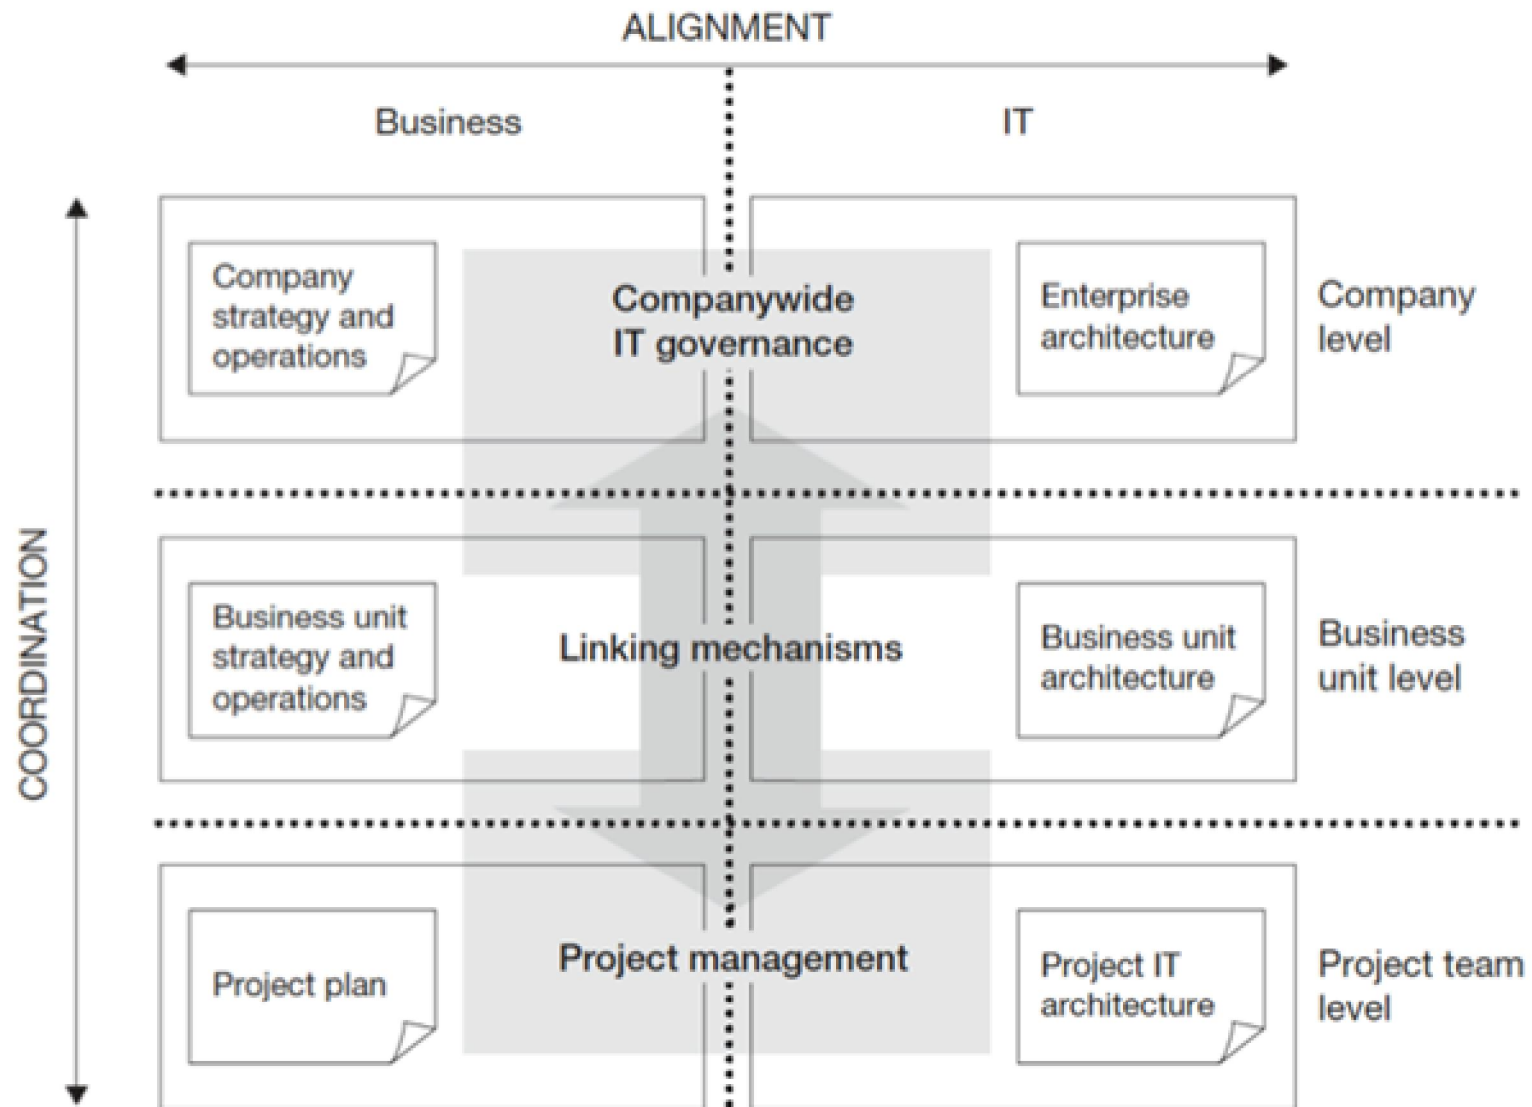 ALIGNMENT
Business
IT
COORDINATION
Company
strategy and
operations
Companywide
IT governance
Enterprise
architecture
Company
level
Business unit
strategy and
operations
Linking mechanisms
Business unit
architecture
Business
unit level
Project plan
Project management
Project IT
architecture
Project team
level